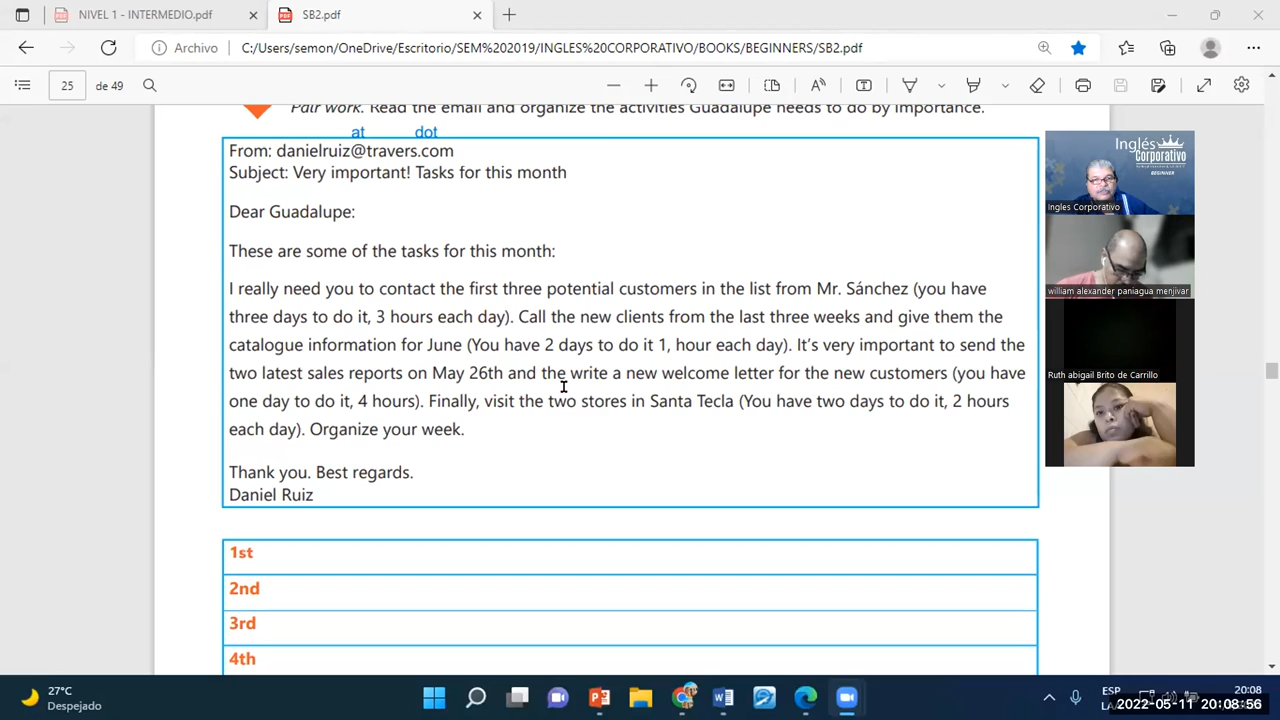 NIVEL 1 - INTERMEDIO.pdf
SB2.pdf
Archivo
C:/Users/semon/OneDrive/Escritorio/SEM%202019/INGLES%20CORPORATIVO/BOOKS/BEGINNERS/SB2.pdf
25
de 49
Pair work. Read the email and organize the activities Guadalupe needs to do by importance.
at dot
From: danielruiz@travers.com
Subject: Very important! Tasks for this month
Dear Guadalupe:
These are some of the tasks for this month:
I really need you to contact the first three potential customers in the list from Mr. Sánchez (you have
three days to do it, 3 hours each day). Call the new clients from the last three weeks and give them the
catalogue information for June (You have 2 days to do it 1, hour each day). It's very important to send the
two latest sales reports on May 26th and the write a new welcome letter for the new customers (you have
one day to do it, 4 hours). Finally, visit the two stores in Santa Tecla (You have two days to do it, 2 hours
each day). Organize your week.
Thank you. Best regards.
Daniel Ruiz
1st
2nd
3rd
4th
Inglés
Corporativo
BEGINNER
Ingles Corporativo
william alexander paniagua menjivar
Ruth abigail Brito de Carrillo
27°C
Despejado
ESP
20:08
2022-05-11 20:08:56